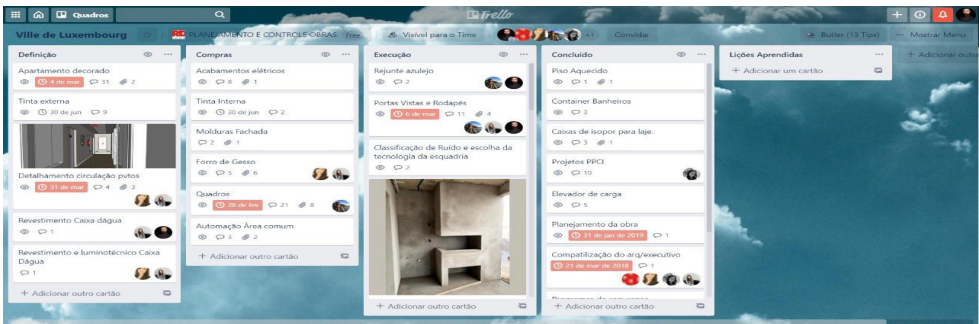 Quadros
Trello
Ville de Luxembourg
PLANEJAMENTO E CONTROLE OBRAS Free
Visível para o Time
+1
Convidar
Butler (13 Tips)
Mostrar Menu
Definição
Apartamento decorado
4 de mar 31 2
Tinta externa
30 de jun 9
Detalhamento circulação pvtos
31 de mar 4 3
Revestimento Caixa dágua
1
Revestimento e luminotécnico Caixa
Dágua
1
+ Adicionar outro cartão
Compras
Acabamentos elétricos
8 1
Tinta Interna
30 de jun 2
Molduras Fachada
2 1
Forro de Gesso
5 6
Quadros
28 de fev 21 8
Automação Área comum
3 2
+ Adicionar outro cartão
Execução
Rejunte azulejo
2
Portas Vistas e Rodapés
6 de mar 11 4
Classificação de Ruído e escolha da
tecnologia da esquadria
2
+ Adicionar outro cartão
Concluído
Piso Aquecido
1 1
Container Banheiros
3
Caixas de isopor para laje.
3 1
Projetos PPCI
10
Elevador de carga
5
Planejamento da obra
31 de jan de 2019 1
Compatilização do arq/executivo
21 de mar de 2018 1
+ Adicionar outro cartão
Lições Aprendidas
+ Adicionar um cartão
+ Adicionar outra